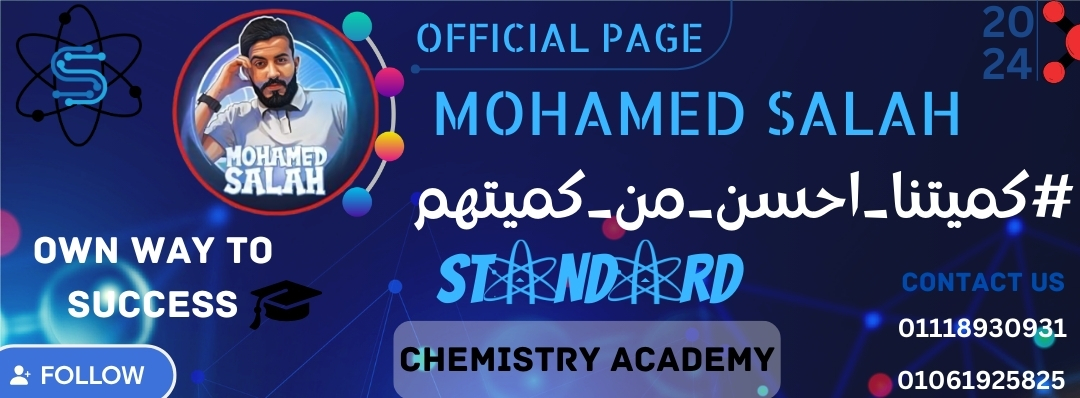 S
MOHAMED
SALAH
OWN WAY TO
SUCCESS
FOLLOW
OFFICIAL PAGE
MOHAMED SALAH
#كميتنا_احسن_من_كميتهم
STANDARD
CHEMISTRY ACADEMY
20
24
CONTACT US
01118930931
01061925825